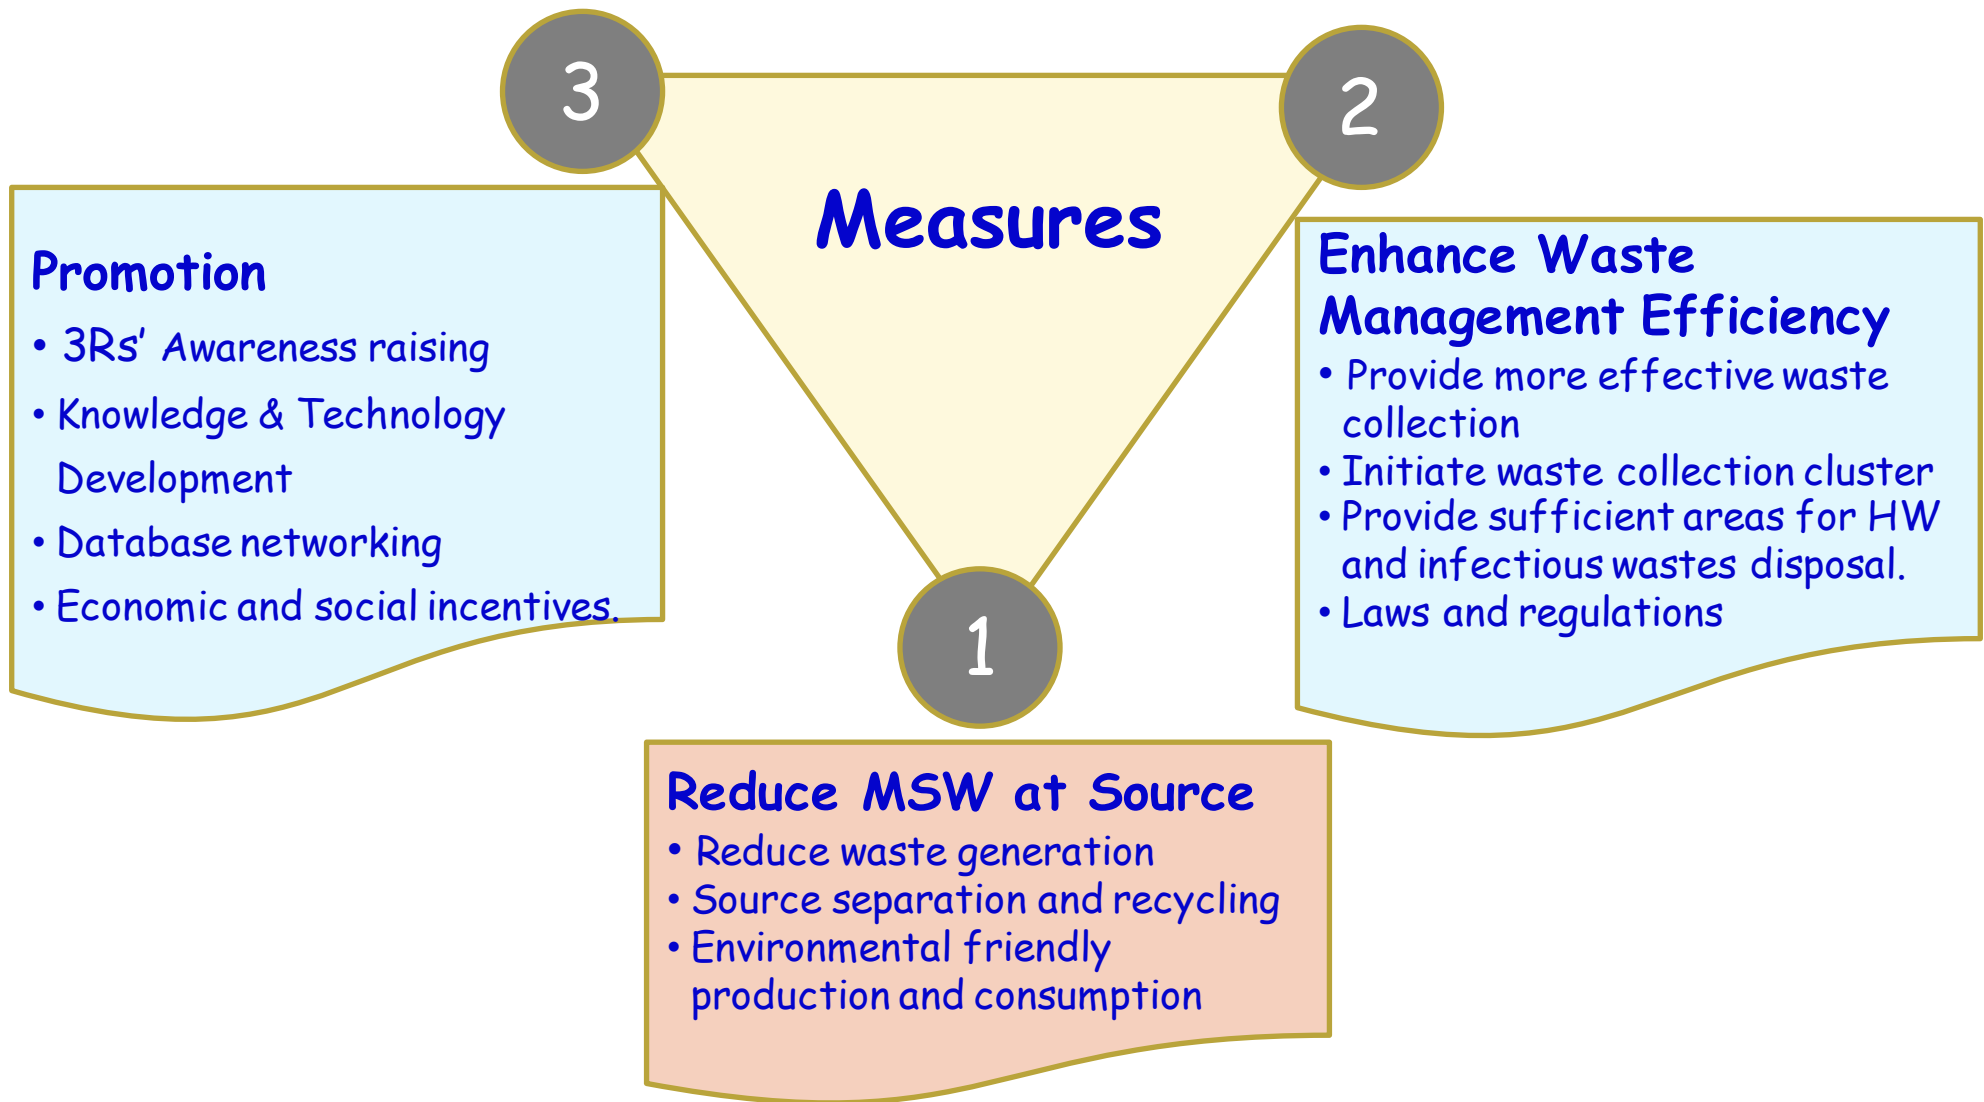 3
2
Measures
Promotion
• 3Rs’ Awareness raising
• Knowledge & Technology
Development
• Database networking
• Economic and social incentives.
Enhance Waste
Management Efficiency
• Provide more effective waste
collection
• Initiate waste collection cluster
• Provide sufficient areas for HW
and infectious wastes disposal.
• Laws and regulations
1
Reduce MSW at Source
• Reduce waste generation
• Source separation and recycling
• Environmental friendly
production and consumption